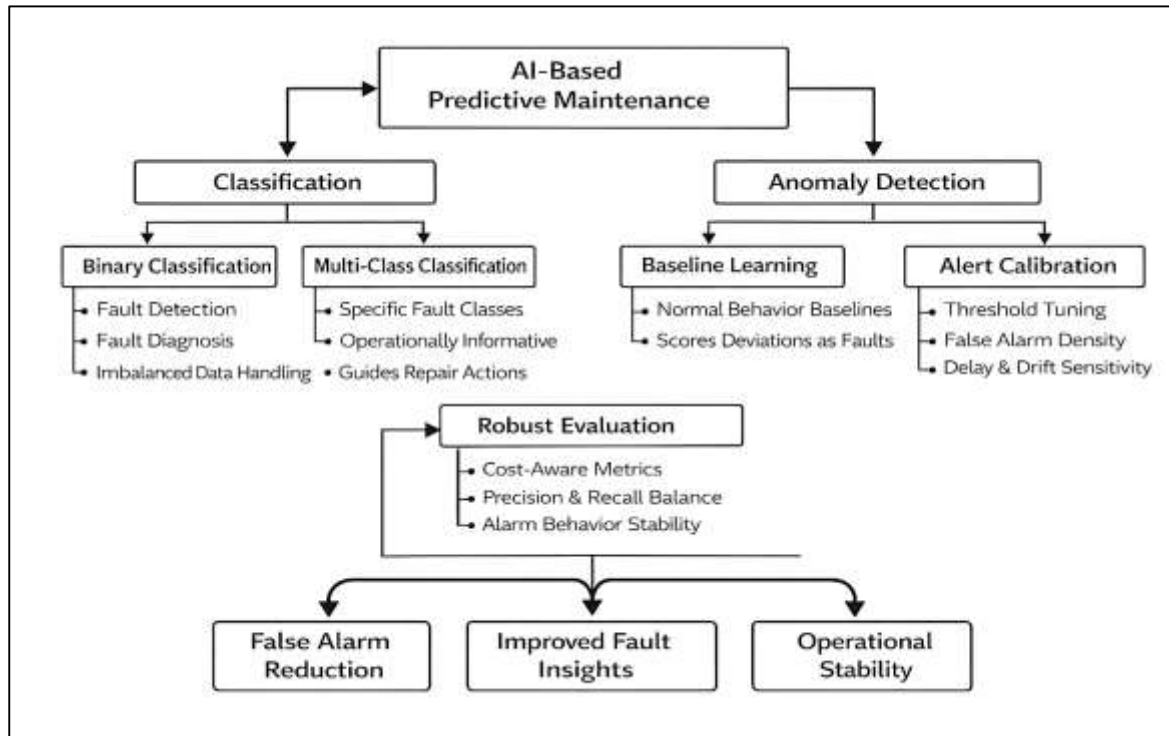 AI-Based
Predictive Maintenance
Classification
Anomaly Detection
Binary Classification
Fault Detection
Fault Diagnosis
Imbalanced Data Handling
Multi-Class Classification
Specific Fault Classes
Operationally Informative
Guides Repair Actions
Baseline Learning
Normal Behavior Baselines
Scores Deviations as Faults
Alert Calibration
Threshold Tuning
False Alarm Density
Delay & Drift Sensitivity
Robust Evaluation
Cost-Aware Metrics
Precision & Recall Balance
Alarm Behavior Stability
False Alarm
Reduction
Improved Fault
Insights
Operational
Stability